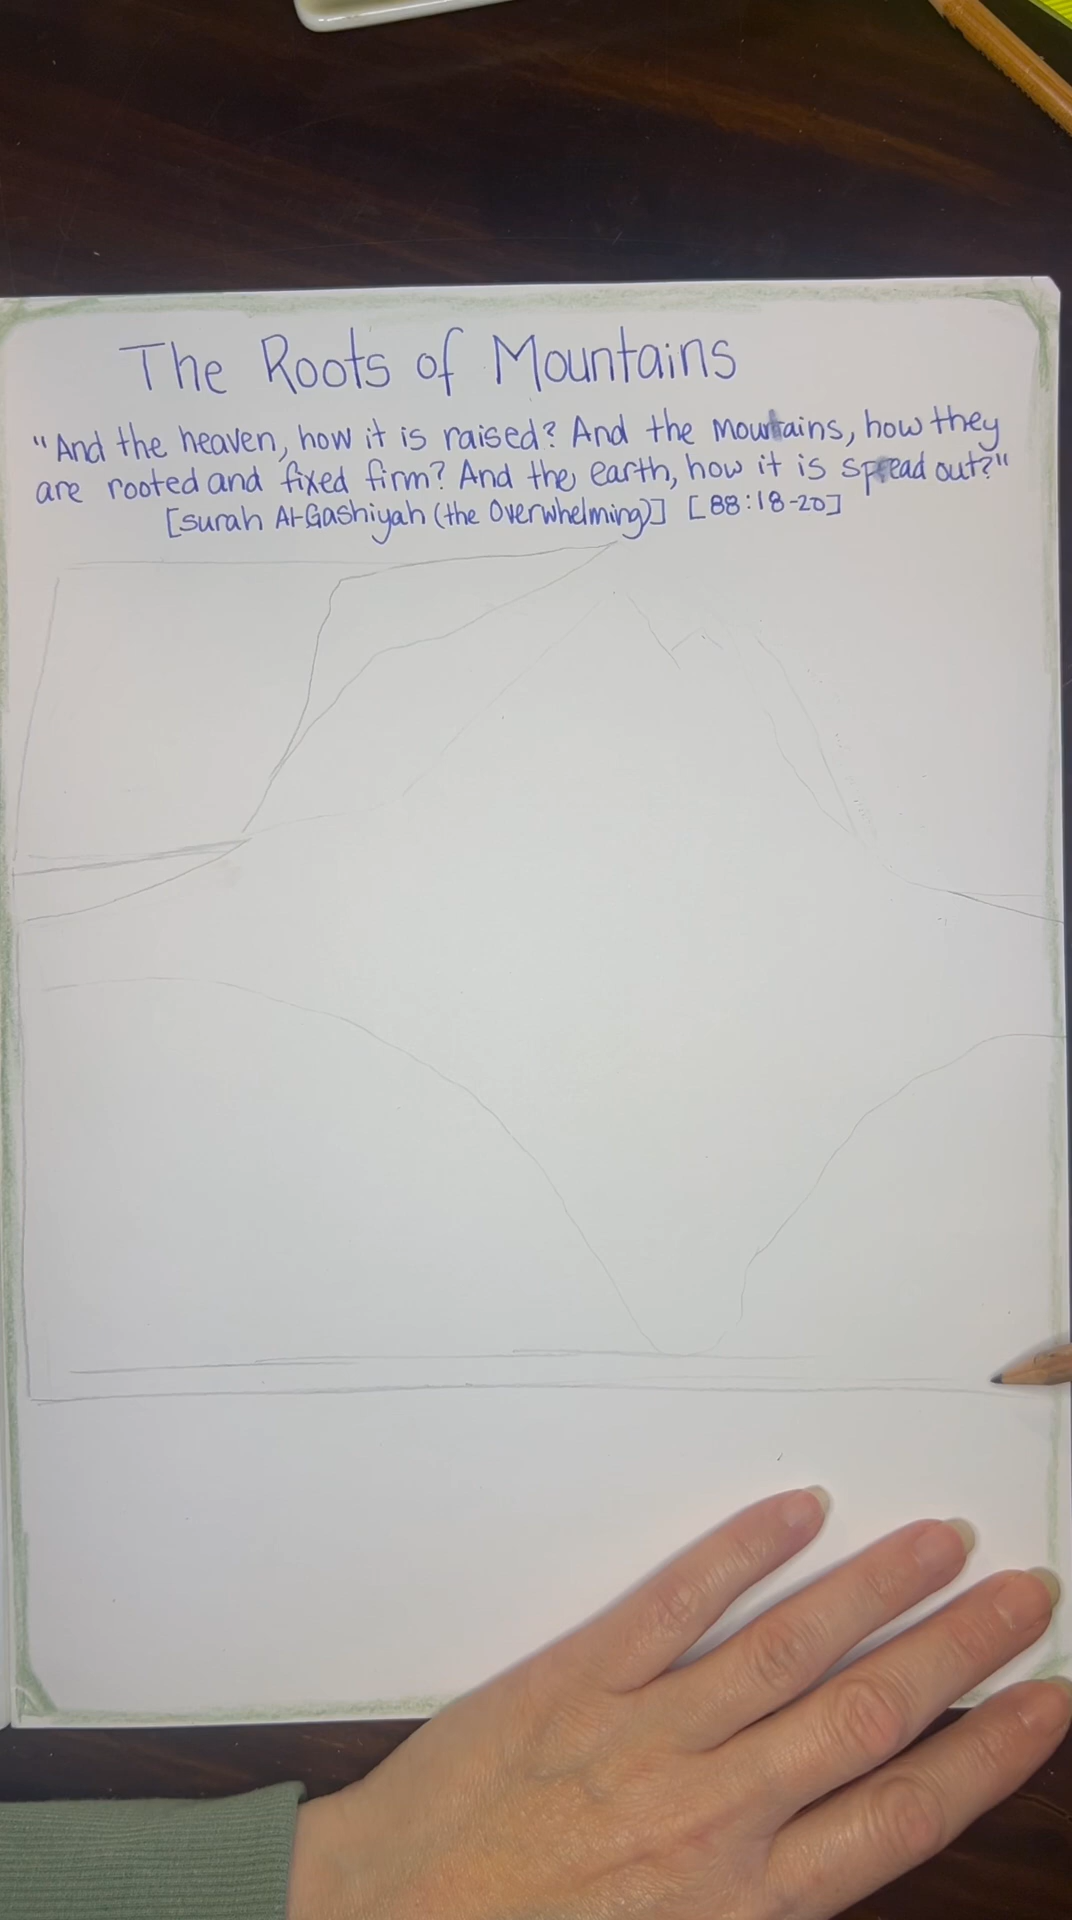 The Roots of Mountains
"And the heaven, how it is raised? And the mountains, how they
are rooted and fixed firm? And the earth, how it is spread out?"
[surah Al-Gashiyah (the Overwhelming)] [88:18-20]